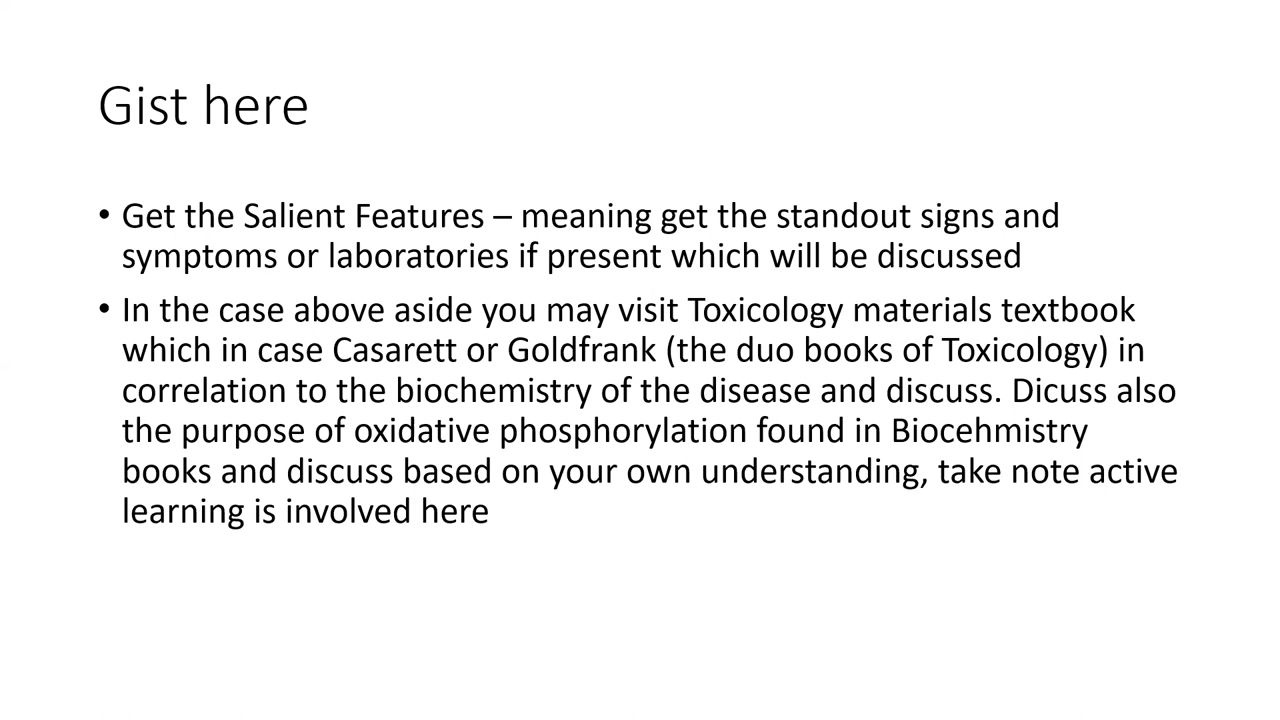 Gist here
• Get the Salient Features – meaning get the standout signs and
symptoms or laboratories if present which will be discussed
• In the case above aside you may visit Toxicology materials textbook
which in case Casarett or Goldfrank (the duo books of Toxicology) in
correlation to the biochemistry of the disease and discuss. Dicuss also
the purpose of oxidative phosphorylation found in Biocehmistry
books and discuss based on your own understanding, take note active
learning is involved here